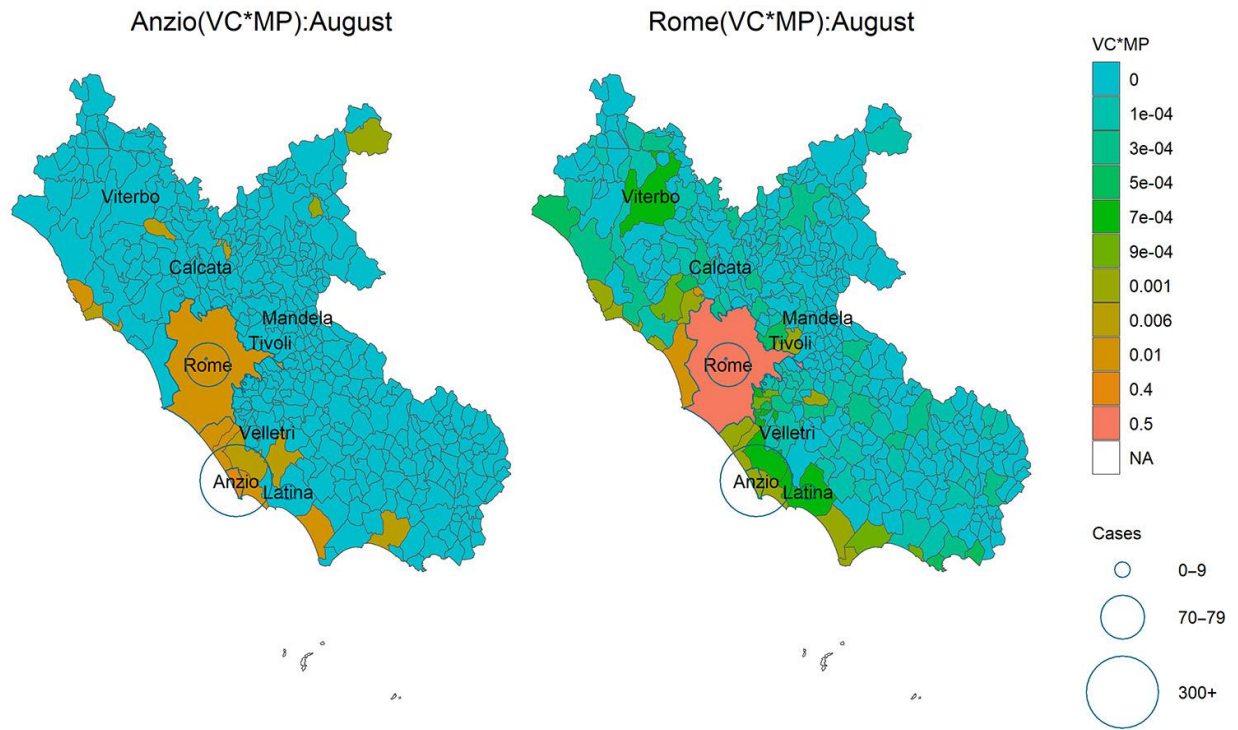 Anzio(VC*MP):August
Rome(VC*MP):August
Viterbo
Calcata
Mandela
Tivoli
Rome
Velletri
Anzio
Latina
Viterbo
Calcata
Mandela
Tivoli
Rome
Velletri
Anzio
Latina
VC*MP
0
1e-04
3e-04
5e-04
7e-04
9e-04
0.001
0.006
0.01
0.4
0.5
NA
Cases
0–9
70–79
300+